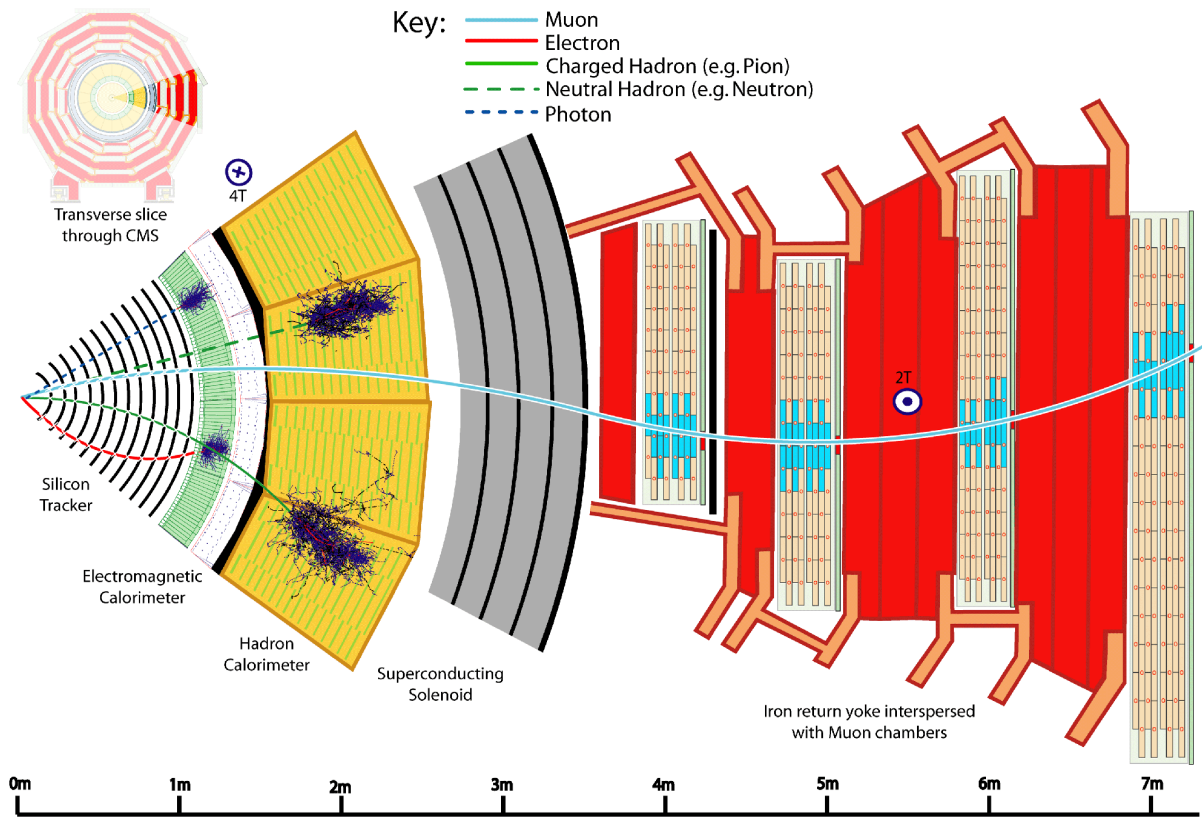 Key:
Muon
Electron
Charged Hadron (e.g. Pion)
Neutral Hadron (e.g. Neutron)
Photon
Transverse slice
through CMS
4T
2T
Silicon
Tracker
Electromagnetic
Calorimeter
Hadron
Calorimeter
Superconducting
Solenoid
Iron return yoke interspersed
with Muon chambers
0m 1m 2m 3m 4m 5m 6m 7m